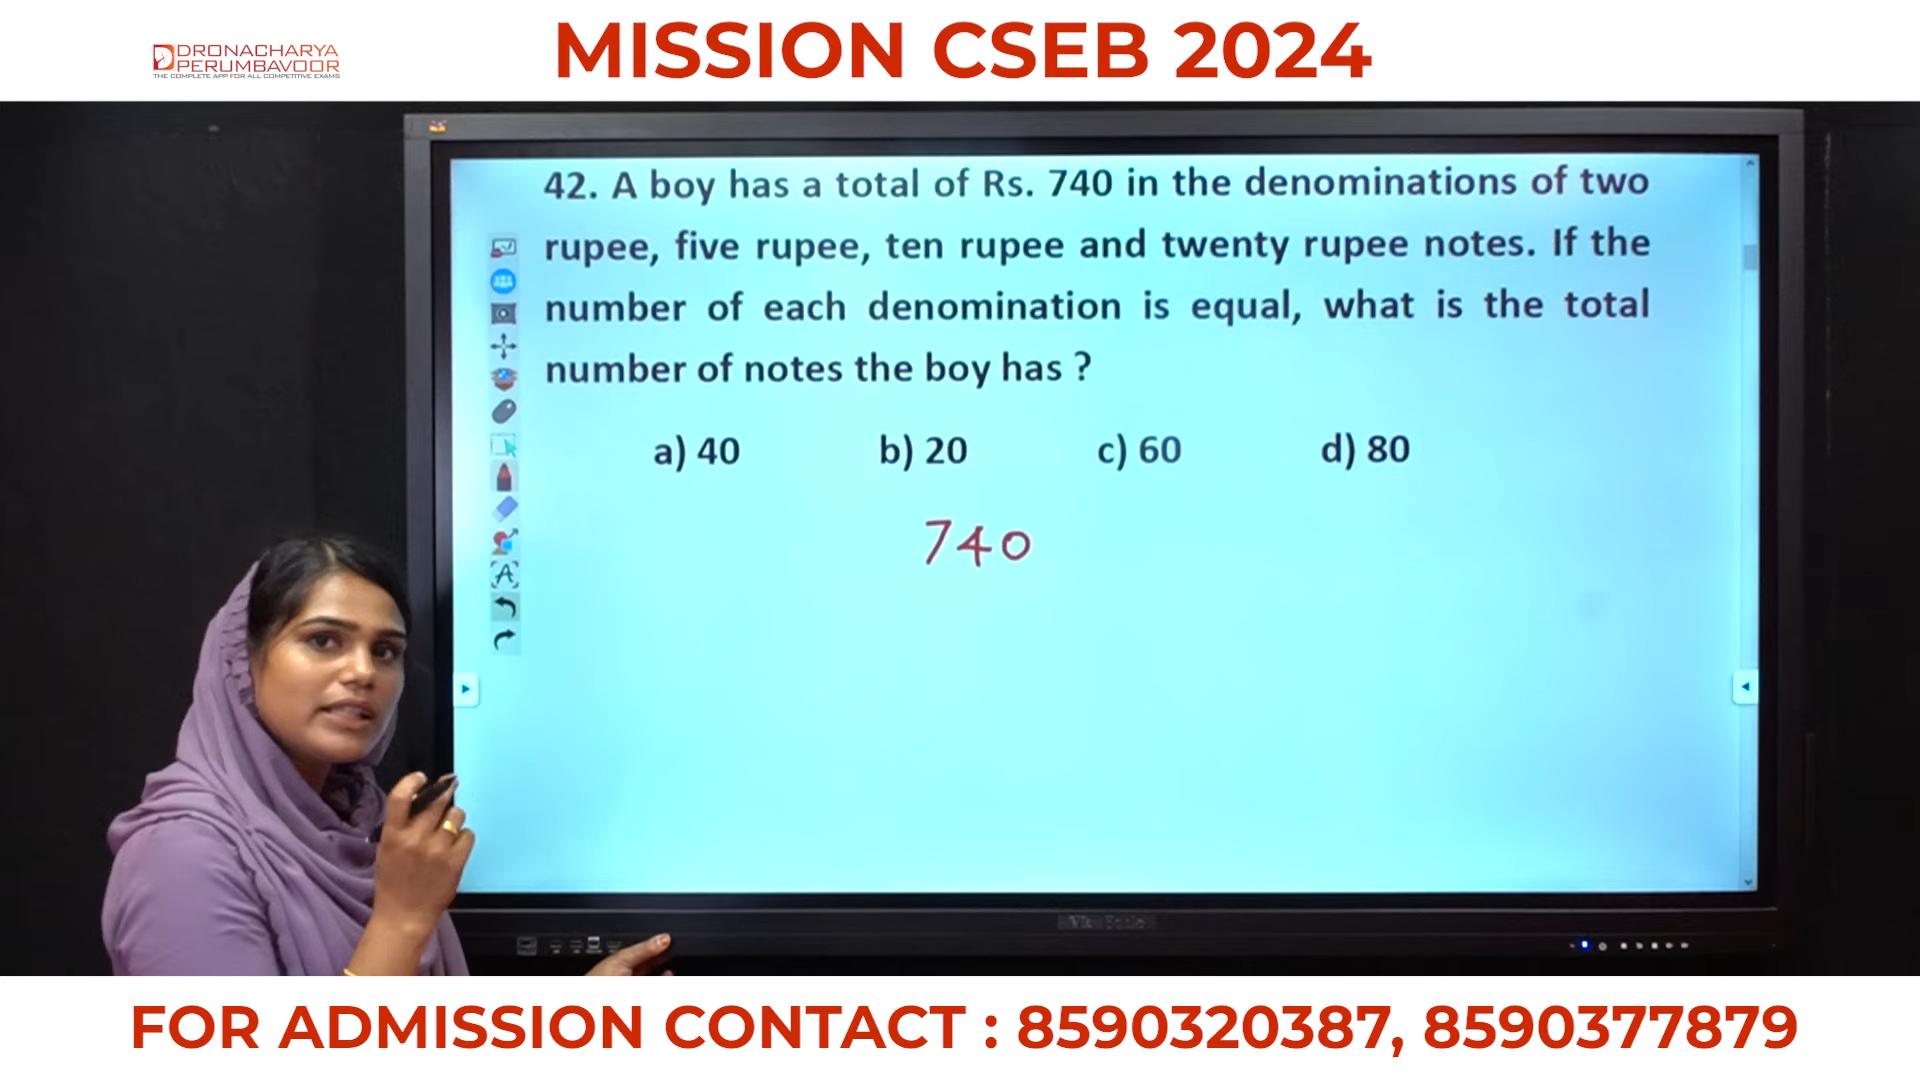 DRONACHARYA
PERUMBAVOOR
THE COMPLETE APP FOR ALL COMPETITIVE EXAMS
MISSION CSEB 2024
42. A boy has a total of Rs. 740 in the denominations of two
rupee, five rupee, ten rupee and twenty rupee notes. If the
number of each denomination is equal, what is the total
number of notes the boy has ?
a) 40 b) 20 c) 60 d) 80
740
FOR ADMISSION CONTACT : 8590320387, 8590377879